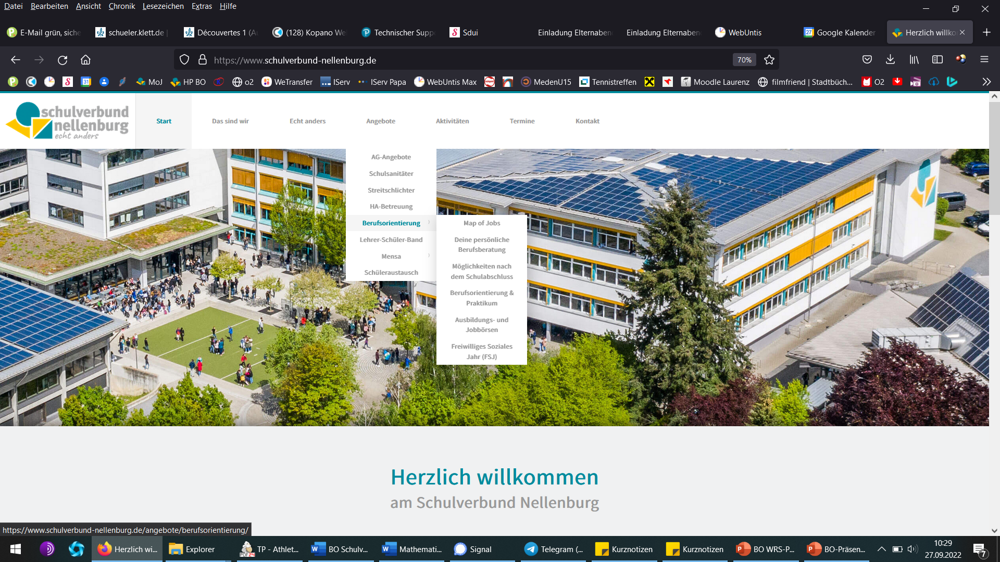 Datei Bearbeiten Ansicht Chronik Lesezeichen Extras Hilfe
E-Mail grün, siche schueler.klett.de | Découvertes 1 (Au (128) Kopano We Technischer Supp Sdui Einladung Elternaben Einladung Elternaben WebUntis Google Kalender Herzlich willko
https://www.schulverbund-nellenburg.de 70%
MoJ HP BO o2 WeTransfer IServ IServ Papa WebUntis Max MedenU15 Tennistreffen Moodle Laurenz filmfriend | Stadtbüch... O2
schulverbund
nellenburg
echt anders
Start Das sind wir Echt anders Angebote Aktivitäten Termine Kontakt
AG-Angebote
Schulsanitäter
Streitschlichter
HA-Betreuung
Berufsorientierung
Lehrer-Schüler-Band
Mensa
Schüleraustausch
Map of Jobs
Deine persönliche
Berufsberatung
Möglichkeiten nach
dem Schulabschluss
Berufsorientierung &
Praktikum
Ausbildungs- und
Jobbörsen
Freiwilliges Soziales
Jahr (FSJ)
Herzlich willkommen
am Schulverbund Nellenburg
https://www.schulverbund-nellenburg.de/angebote/berufsorientierung/
Herzlich wi... Explorer TP - Athlet... BO Schulv... Mathemati... Signal Telegram (... Kurznotizen Kurznotizen BO WRS-P... BO-Präsen...
10:29
27.09.2022
7